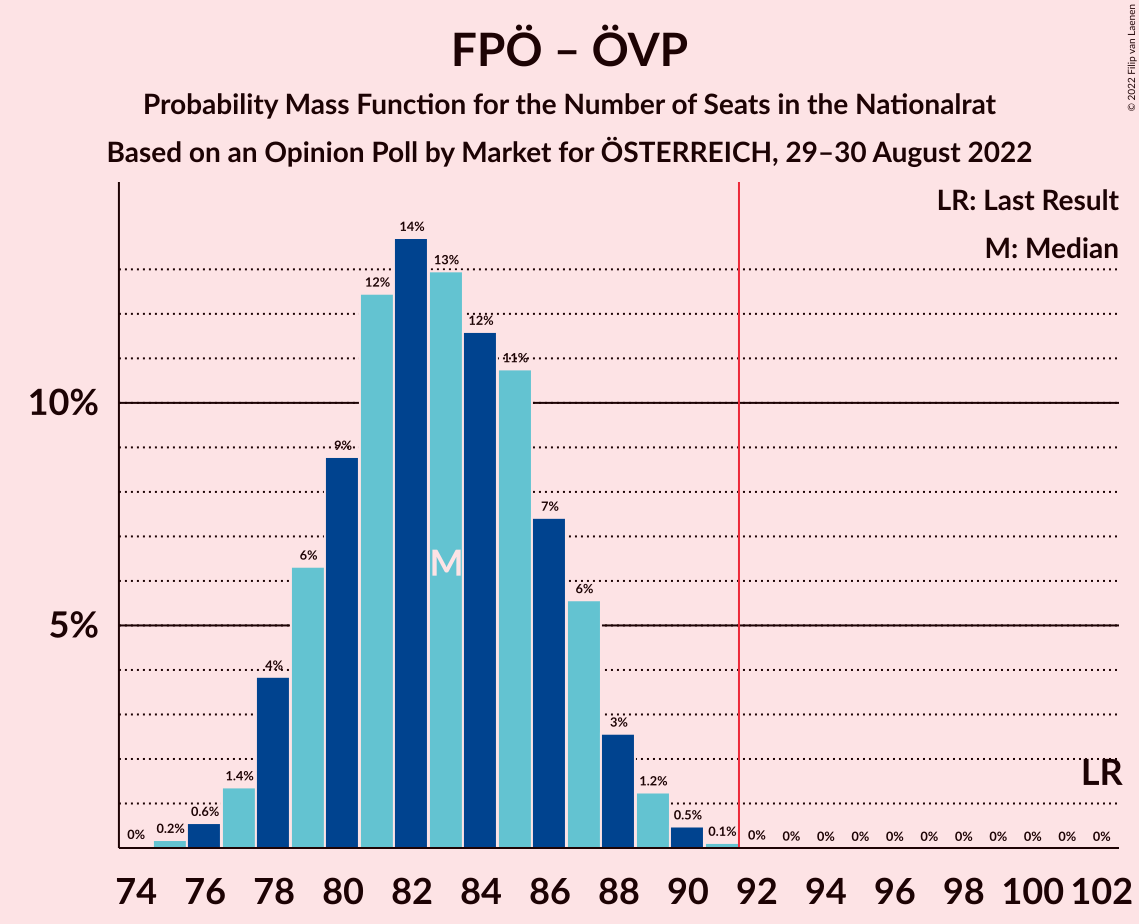 FPÖ – ÖVP
Probability Mass Function for the Number of Seats in the Nationalrat
Based on an Opinion Poll by Market for ÖSTERREICH, 29–30 August 2022
© 2022 Filip van Laenen
LR: Last Result
M: Median
14%
13%
12%
12%
11%
10%
9%
7%
6%
M
6%
5%
4%
3%
LR
1.4%
1.2%
0.6%
0.5%
0% 0.2% 0.1% 0% 0% 0% 0% 0% 0% 0% 0% 0% 0% 0%
74 76 78 80 82 84 86 88 90 92 94 96 98 100 102